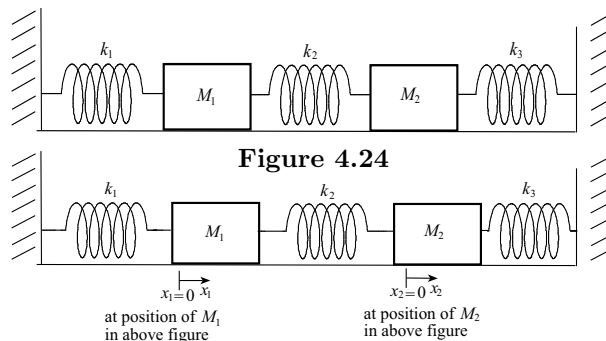 k₁ k₂ k₃
M₁ M₂
Figure 4.24
k₁ k₂ k₃
M₁ M₂
x₁=0 x₁ x₂=0 x₂
at position of M₁ at position of M₂
in above figure in above figure